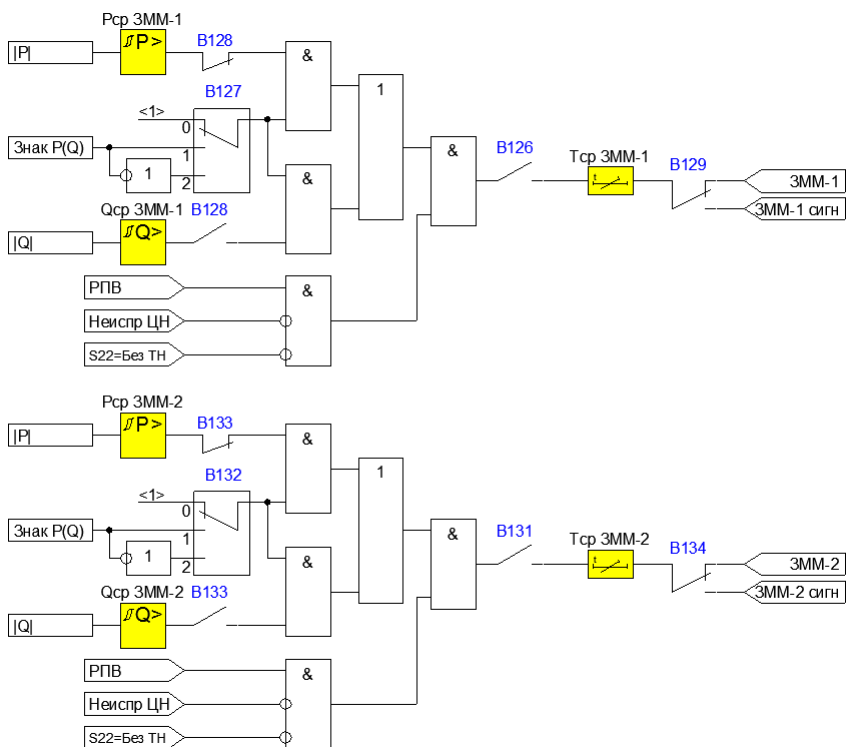 Рср ЗММ-1
|P|
P>
В128
&
1
В127
<1>
0
Знак P(Q)
1
1
2
&
&
В126
Тср ЗММ-1
t
В129
ЗММ-1
ЗММ-1 сигн
Qср ЗММ-1
В128
|Q|
Q>
РПВ
&
Неиспр ЦН
S22=Без ТН
Рср ЗММ-2
|P|
P>
В133
&
1
В132
<1>
0
Знак P(Q)
1
1
2
&
&
В131
Тср ЗММ-2
t
В134
ЗММ-2
ЗММ-2 сигн
Qср ЗММ-2
В133
|Q|
Q>
РПВ
&
Неиспр ЦН
S22=Без ТН